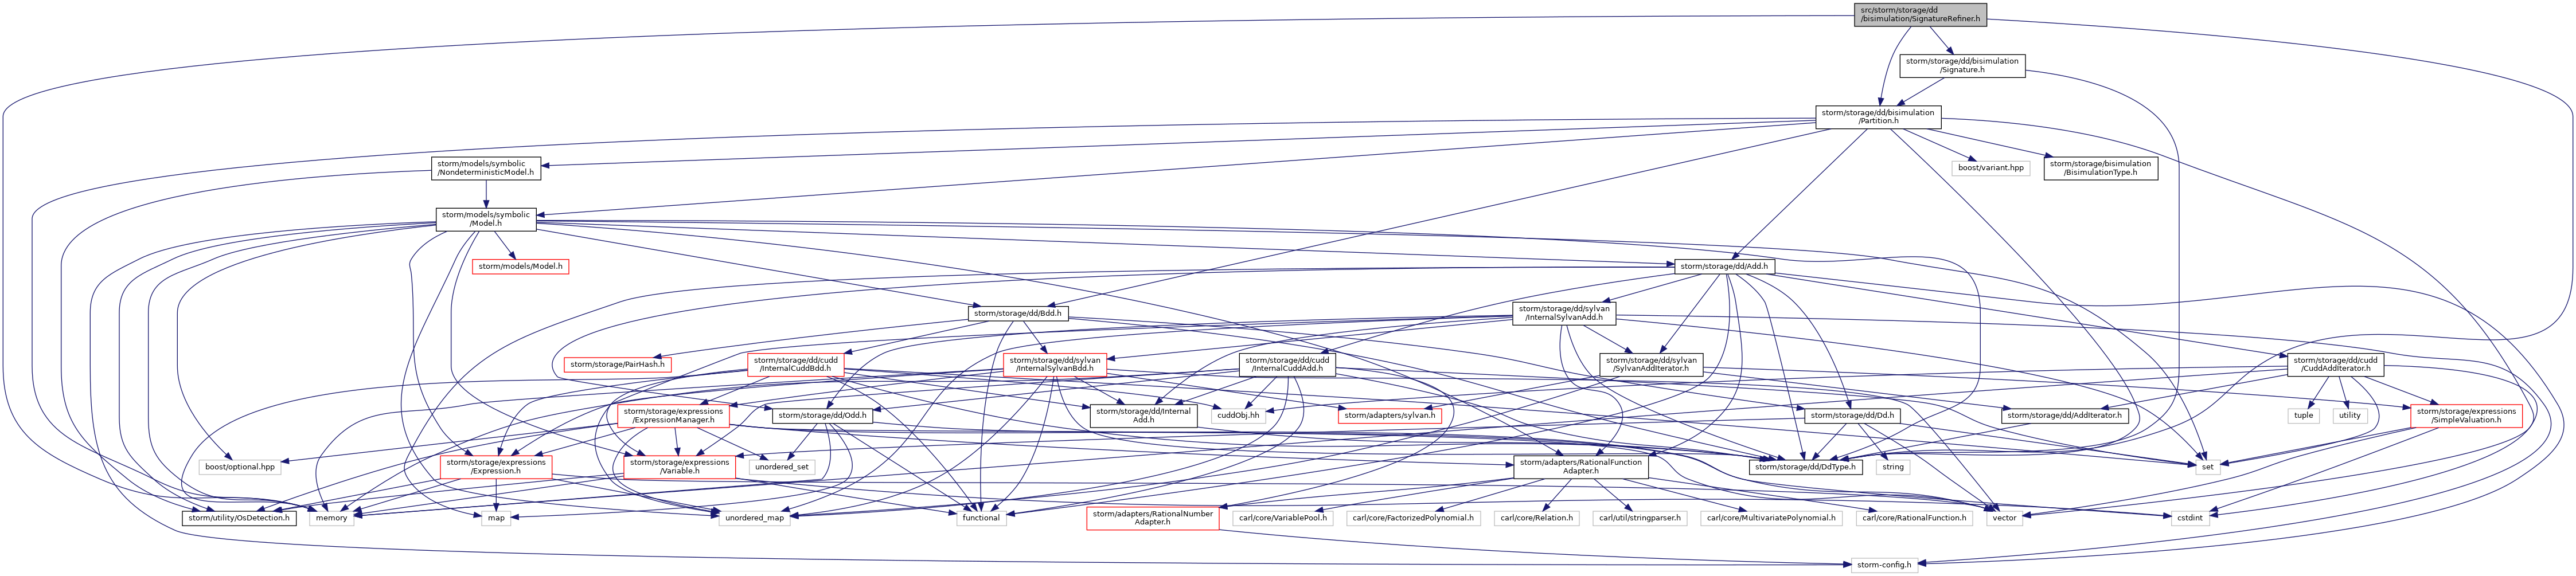 src/storm/storage/dd
/bisimulation/SignatureRefiner.h
storm/storage/dd/bisimulation
/Signature.h
storm/storage/dd/bisimulation
/Partition.h
storm/models/symbolic
/NondeterministicModel.h
boost/variant.hpp
storm/storage/bisimulation
/BisimulationType.h
storm/models/symbolic
/Model.h
storm/models/Model.h
storm/storage/dd/Add.h
storm/storage/dd/Bdd.h
storm/storage/dd/sylvan
/InternalSylvanAdd.h
storm/storage/PairHash.h
storm/storage/dd/cudd
/InternalCuddBdd.h
storm/storage/dd/sylvan
/InternalSylvanBdd.h
storm/storage/dd/cudd
/InternalCuddAdd.h
storm/storage/dd/sylvan
/SylvanAddIterator.h
storm/storage/dd/cudd
/CuddAddIterator.h
storm/storage/expressions
/ExpressionManager.h
storm/storage/dd/Odd.h
storm/storage/dd/Internal
Add.h
cuddObj.hh
storm/adapters/sylvan.h
storm/storage/dd/Dd.h
storm/storage/dd/AddIterator.h
tuple
utility
storm/storage/expressions
/SimpleValuation.h
boost/optional.hpp
storm/storage/expressions
/Expression.h
storm/storage/expressions
/Variable.h
unordered_set
storm/adapters/RationalFunction
Adapter.h
storm/storage/dd/DdType.h
string
set
storm/utility/OsDetection.h
memory
map
unordered_map
functional
storm/adapters/RationalNumber
Adapter.h
carl/core/VariablePool.h
carl/core/FactorizedPolynomial.h
carl/core/Relation.h
carl/util/stringparser.h
carl/core/MultivariatePolynomial.h
carl/core/RationalFunction.h
vector
cstdint
storm-config.h